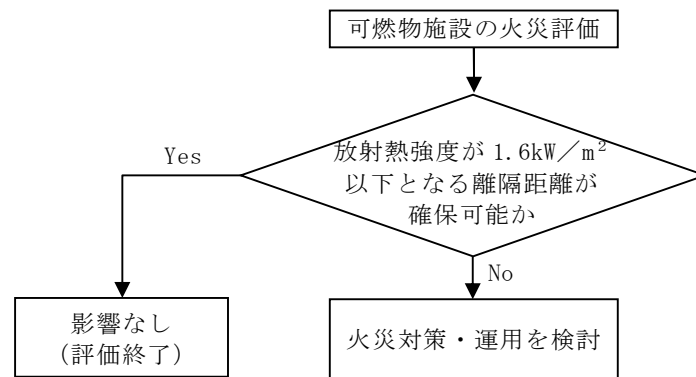 可燃物施設の火災評価
放射熱強度が 1.6kW／m²
以下となる離隔距離が
確保可能か
Yes
No
影響なし
(評価終了)
火災対策・運用を検討